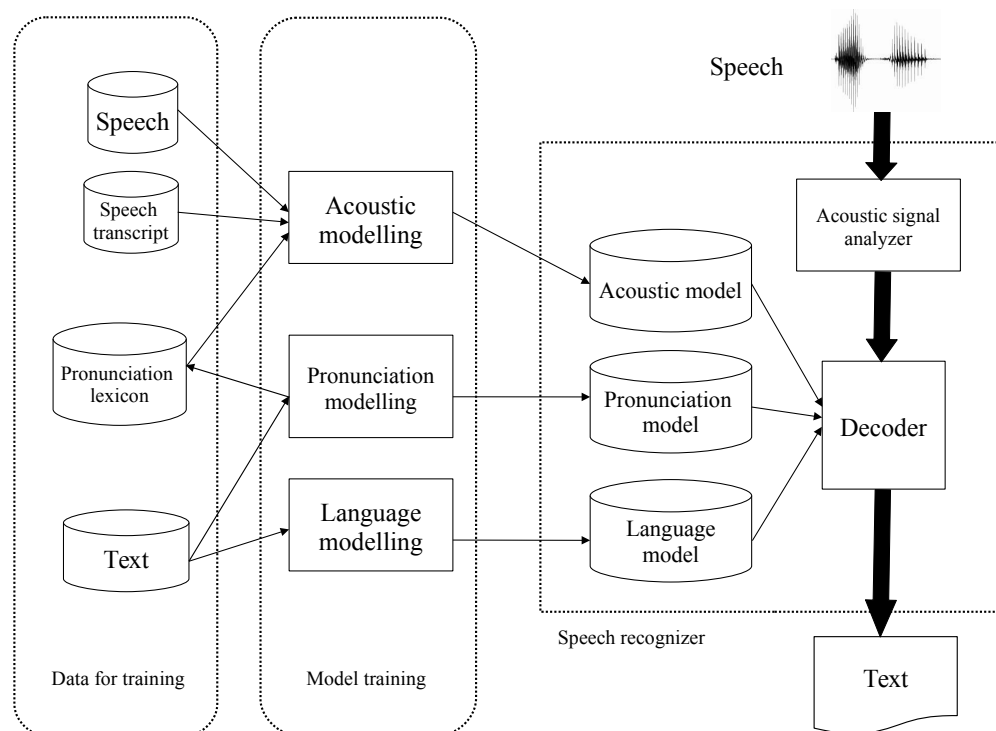 Speech
Speech
transcript
Pronunciation
lexicon
Text
Data for training
Acoustic
modelling
Pronunciation
modelling
Language
modelling
Model training
Speech
Acoustic signal
analyzer
Acoustic model
Pronunciation
model
Language
model
Decoder
Speech recognizer
Text